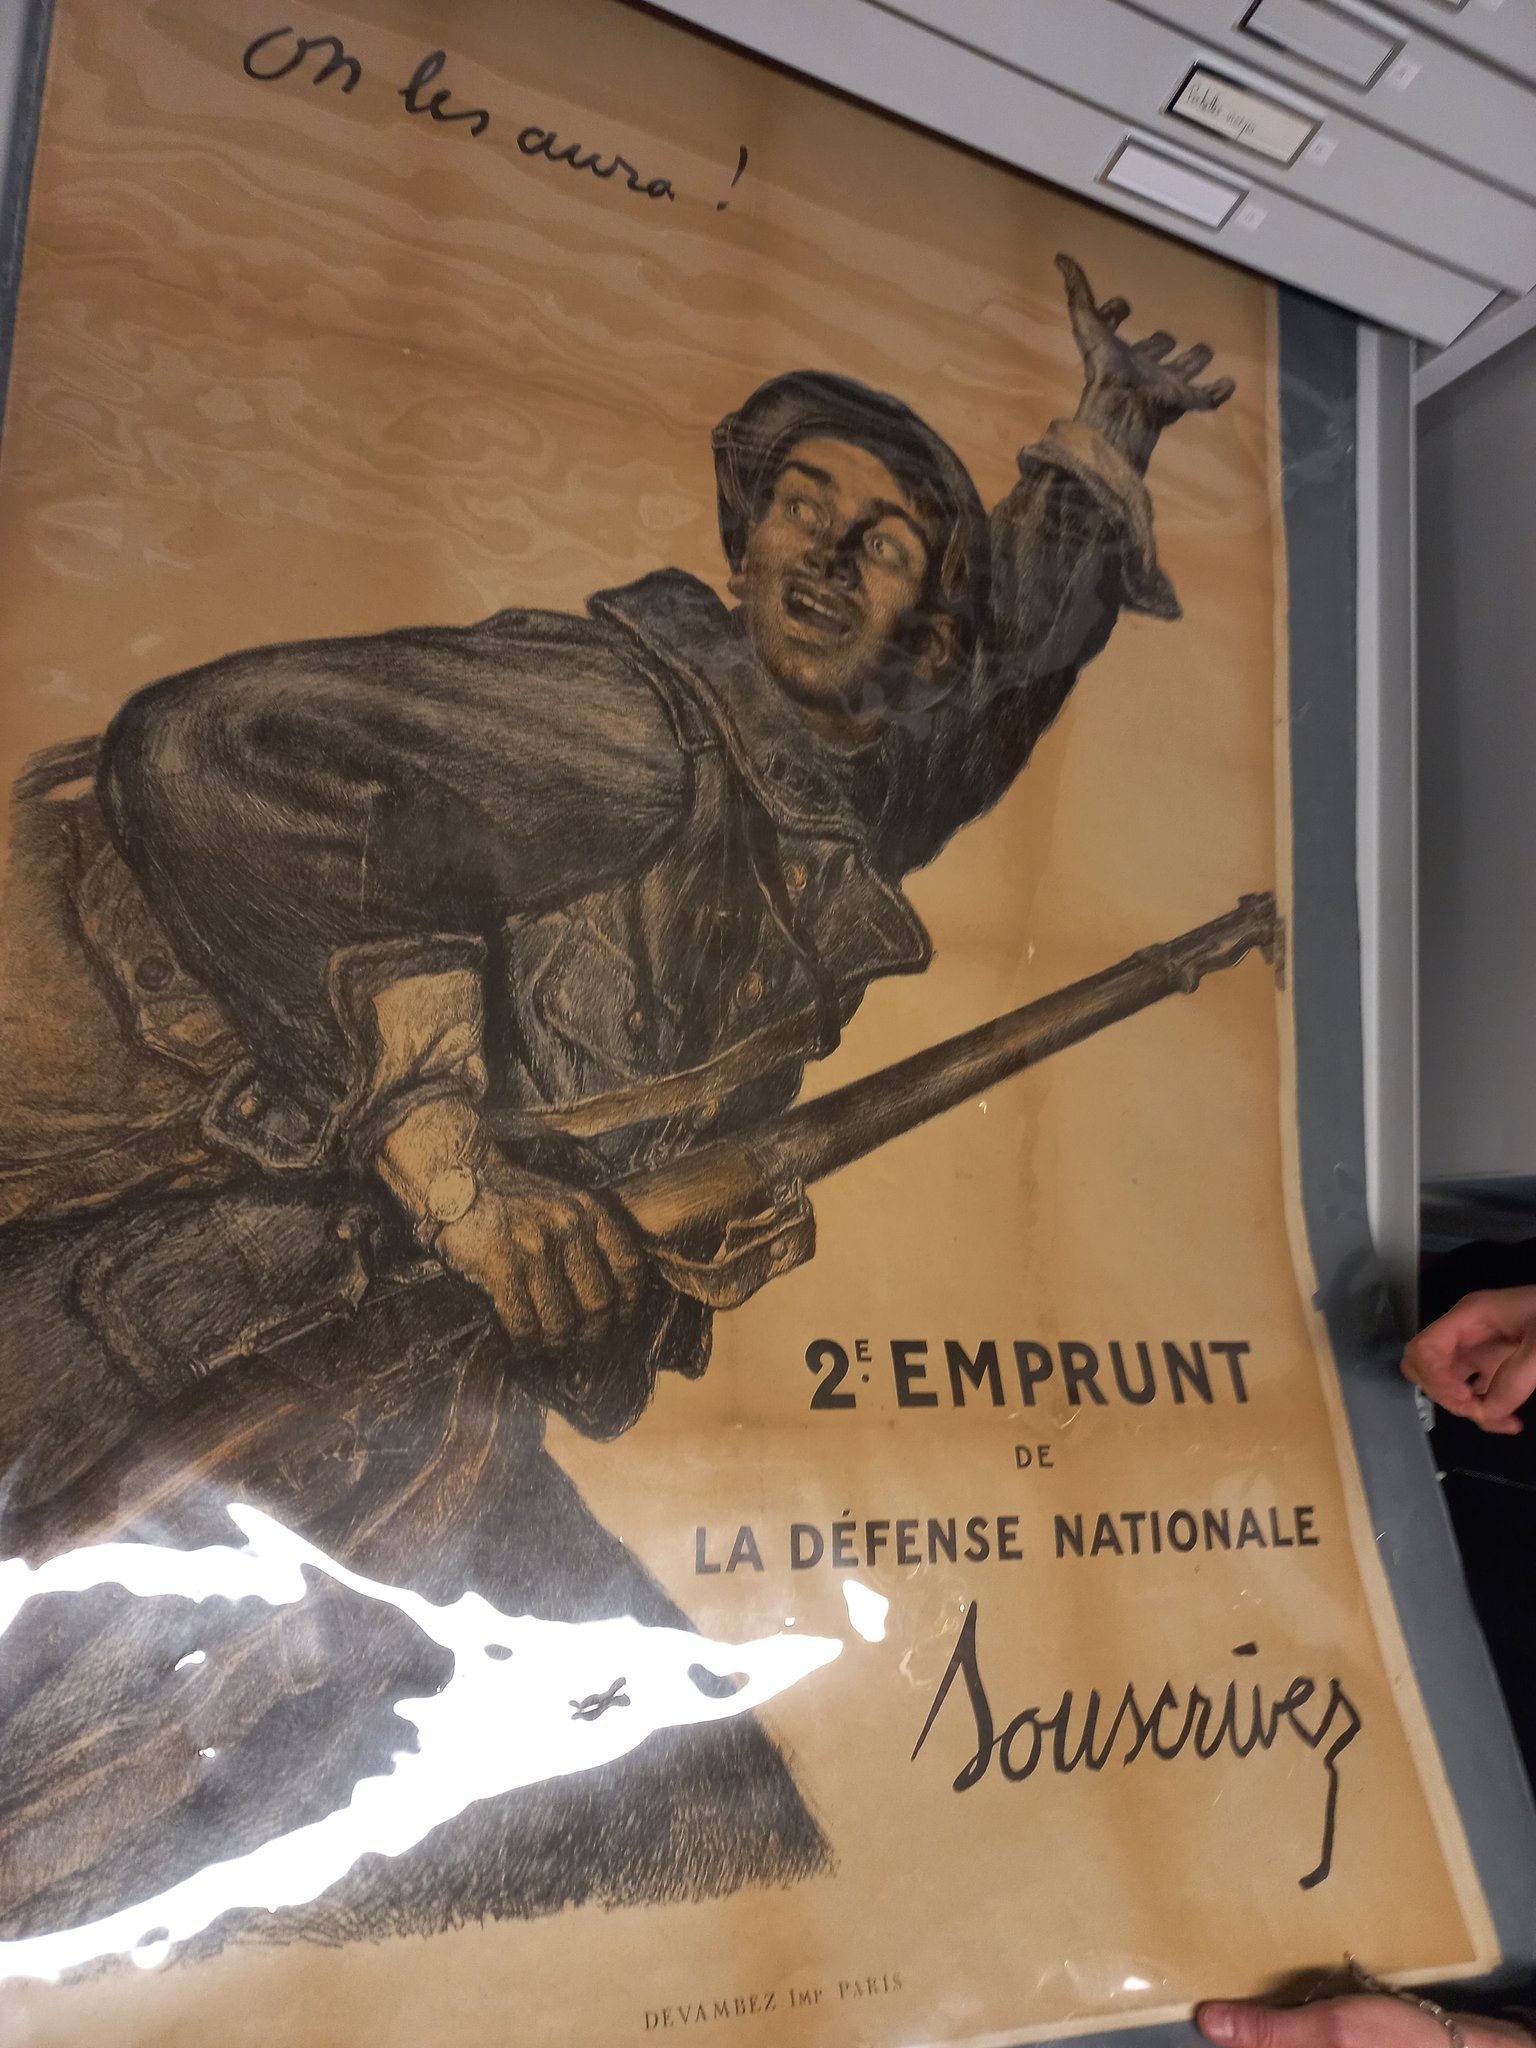 On les aura !
2E. EMPRUNT
DE
LA DÉFENSE NATIONALE
Souscrivez
DEVAMBEZ IMP PARIS